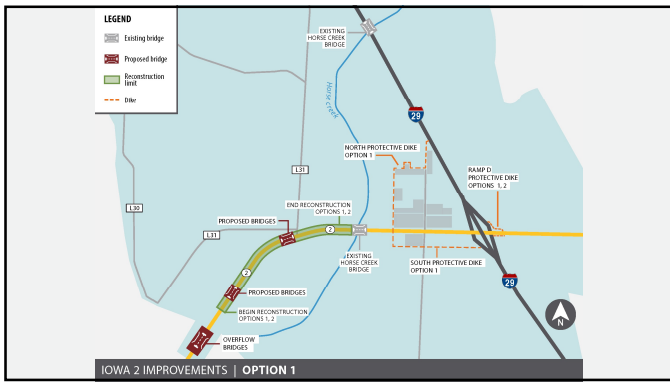 LEGEND
Existing bridge
Proposed bridge
Reconstruction
limit
Dike
EXISTING
HORSE CREEK
BRIDGE
Horse creek
29
NORTH PROTECTIVE DIKE
OPTION 1
RAMP D
PROTECTIVE DIKE
OPTIONS 1, 2
L31
L30
L31
END RECONSTRUCTION
OPTIONS 1, 2
PROPOSED BRIDGES
2
2
EXISTING
HORSE CREEK
BRIDGE
SOUTH PROTECTIVE DIKE
OPTION 1
2
29
PROPOSED BRIDGES
BEGIN RECONSTRUCTION
OPTIONS 1, 2
OVERFLOW
BRIDGES
N
IOWA 2 IMPROVEMENTS | OPTION 1